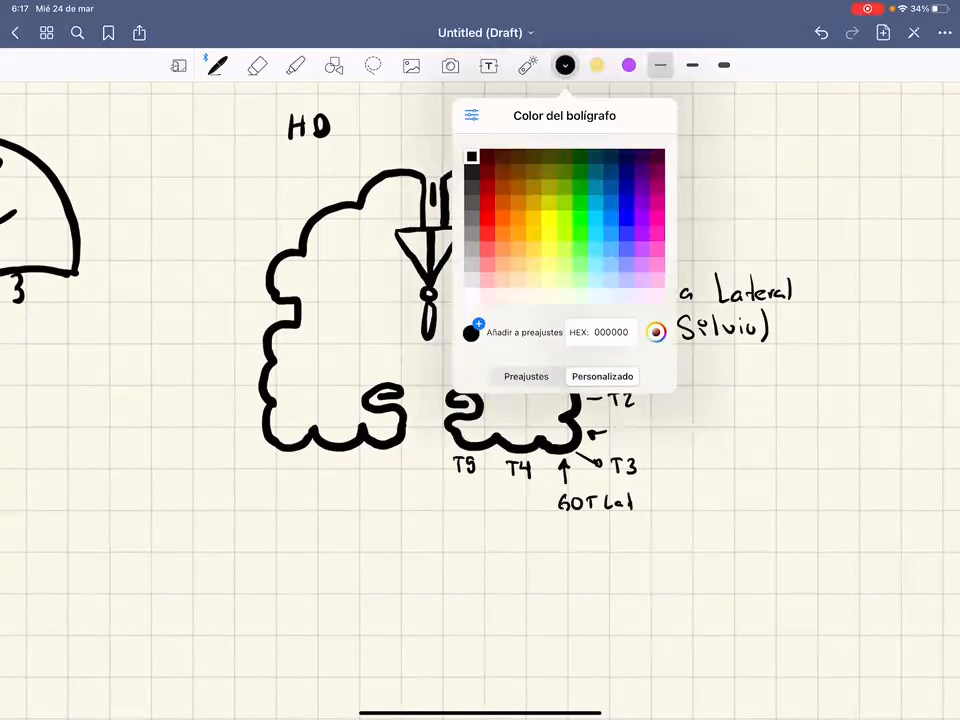 6:17 Mié 24 de mar
34%
Untitled (Draft)
T
Color del bolígrafo
HD
3
a Lateral
Silvio)
Añadir a preajustes HEX: 000000
Preajustes Personalizado
T2
T5 T4 T3
GOT Lat